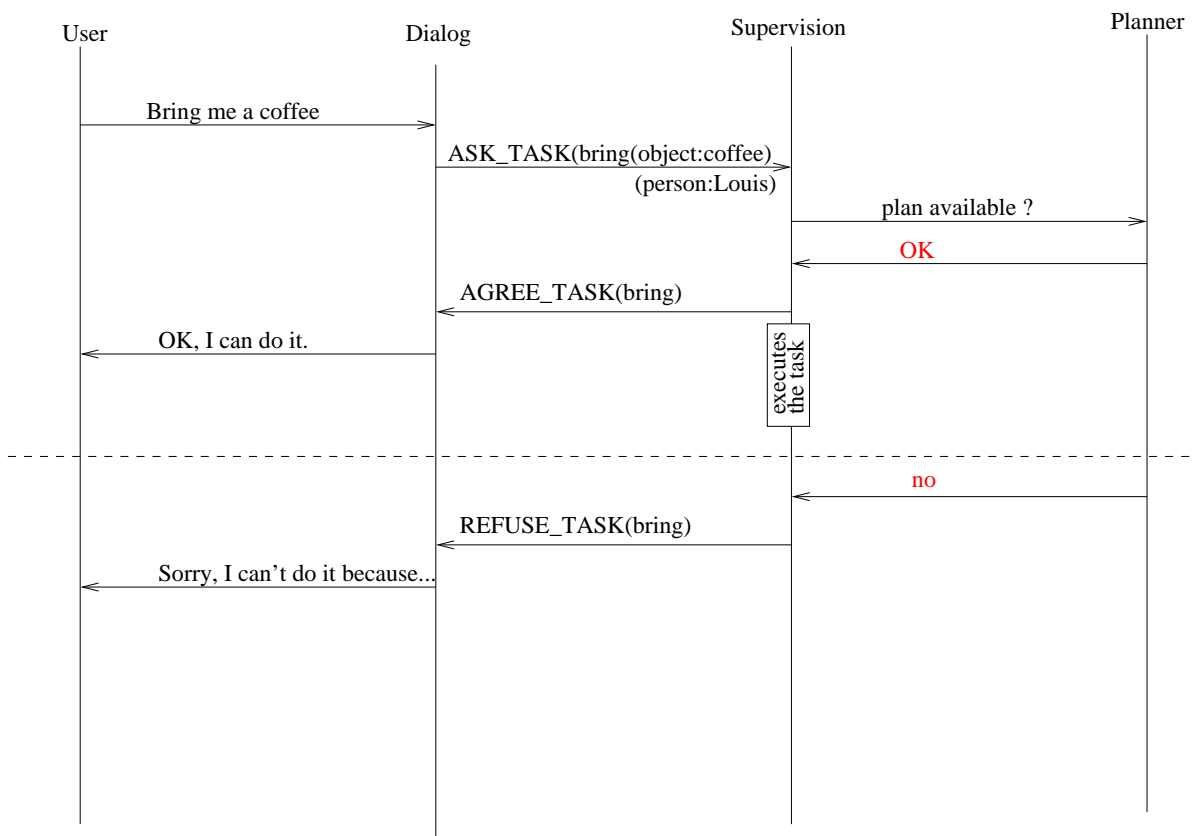 User
Dialog
Supervision
Planner
Bring me a coffee
ASK_TASK(bring(object:coffee)
(person:Louis)
plan available ?
OK
AGREE_TASK(bring)
OK, I can do it.
executes
the task
no
REFUSE_TASK(bring)
Sorry, I can't do it because...